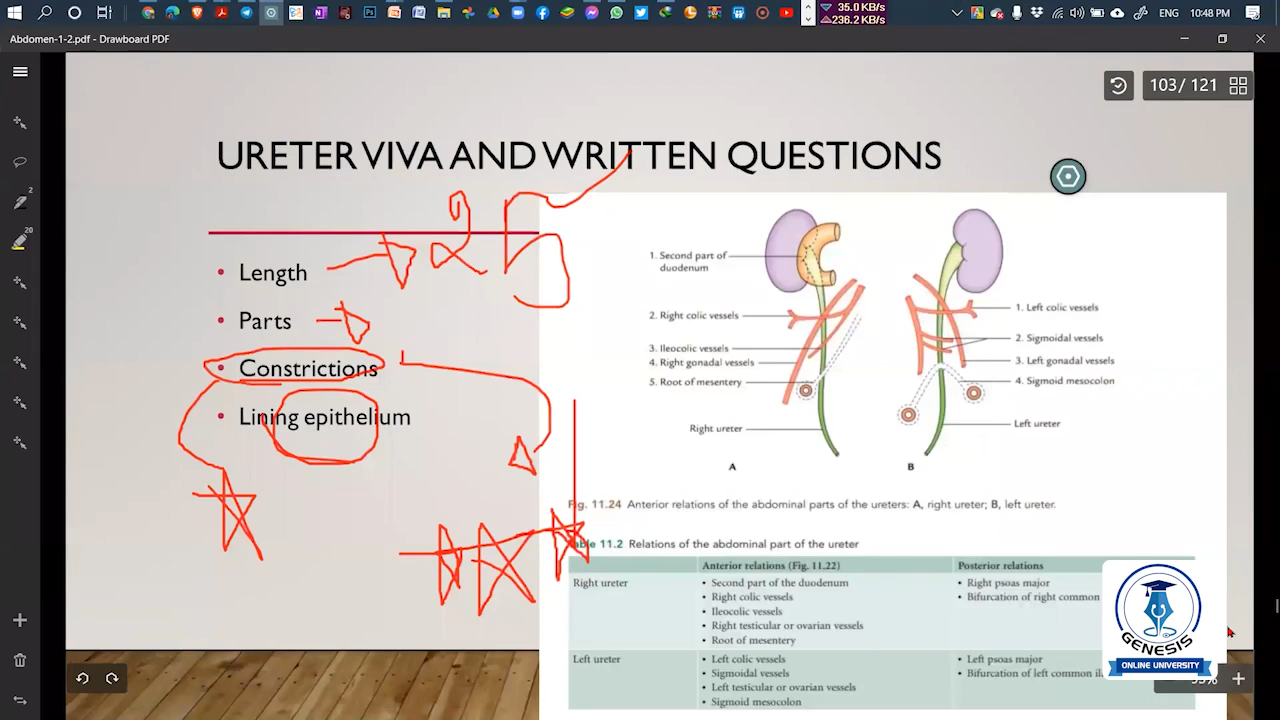 35.0 KB/s
236.2 KB/s
ENG
10:48 PM
Abdomen-1-2.pdf - Drawboard PDF
103 / 121
2
20
URETER VIVA AND WRITTEN QUESTIONS
• Length
25
• Parts
• Constrictions
• Lining epithelium
1. Second part of
duodenum
2. Right colic vessels
3. Ileocolic vessels
4. Right gonadal vessels
5. Root of mesentery
Right ureter
A
1. Left colic vessels
2. Sigmoidal vessels
3. Left gonadal vessels
4. Sigmoid mesocolon
Left ureter
B
Fig. 11.24 Anterior relations of the abdominal parts of the ureters: A, right ureter; B, left ureter.
11.2 Relations of the abdominal part of the ureter
Anterior relations (Fig. 11.22) Posterior relations
Right ureter
• Second part of the duodenum
• Right colic vessels
• Ileocolic vessels
• Right testicular or ovarian vessels
• Root of mesentery
• Right psoas major
• Bifurcation of right common
Left ureter
• Left colic vessels
• Sigmoidal vessels
• Left testicular or ovarian vessels
• Sigmoid mesocolon
• Left psoas major
• Bifurcation of left common
GENESIS
ONLINE UNIVERSITY